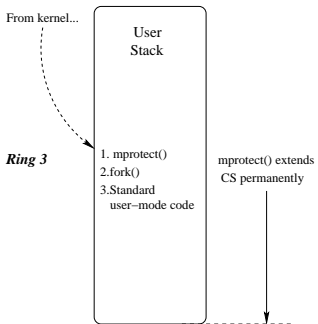 From kernel...
User
Stack
Ring 3
1. mprotect()
2.fork()
3.Standard
user−mode code
mprotect() extends
CS permanently